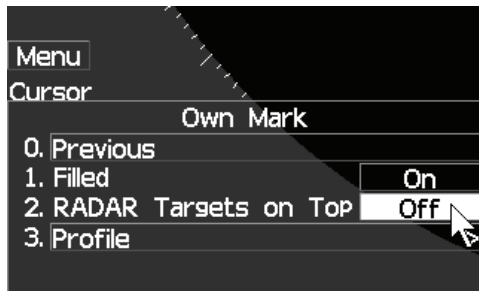 Menu
Cursor
Own Mark
0. Previous
1. Filled On
2. RADAR Targets on Top Off
3. Profile